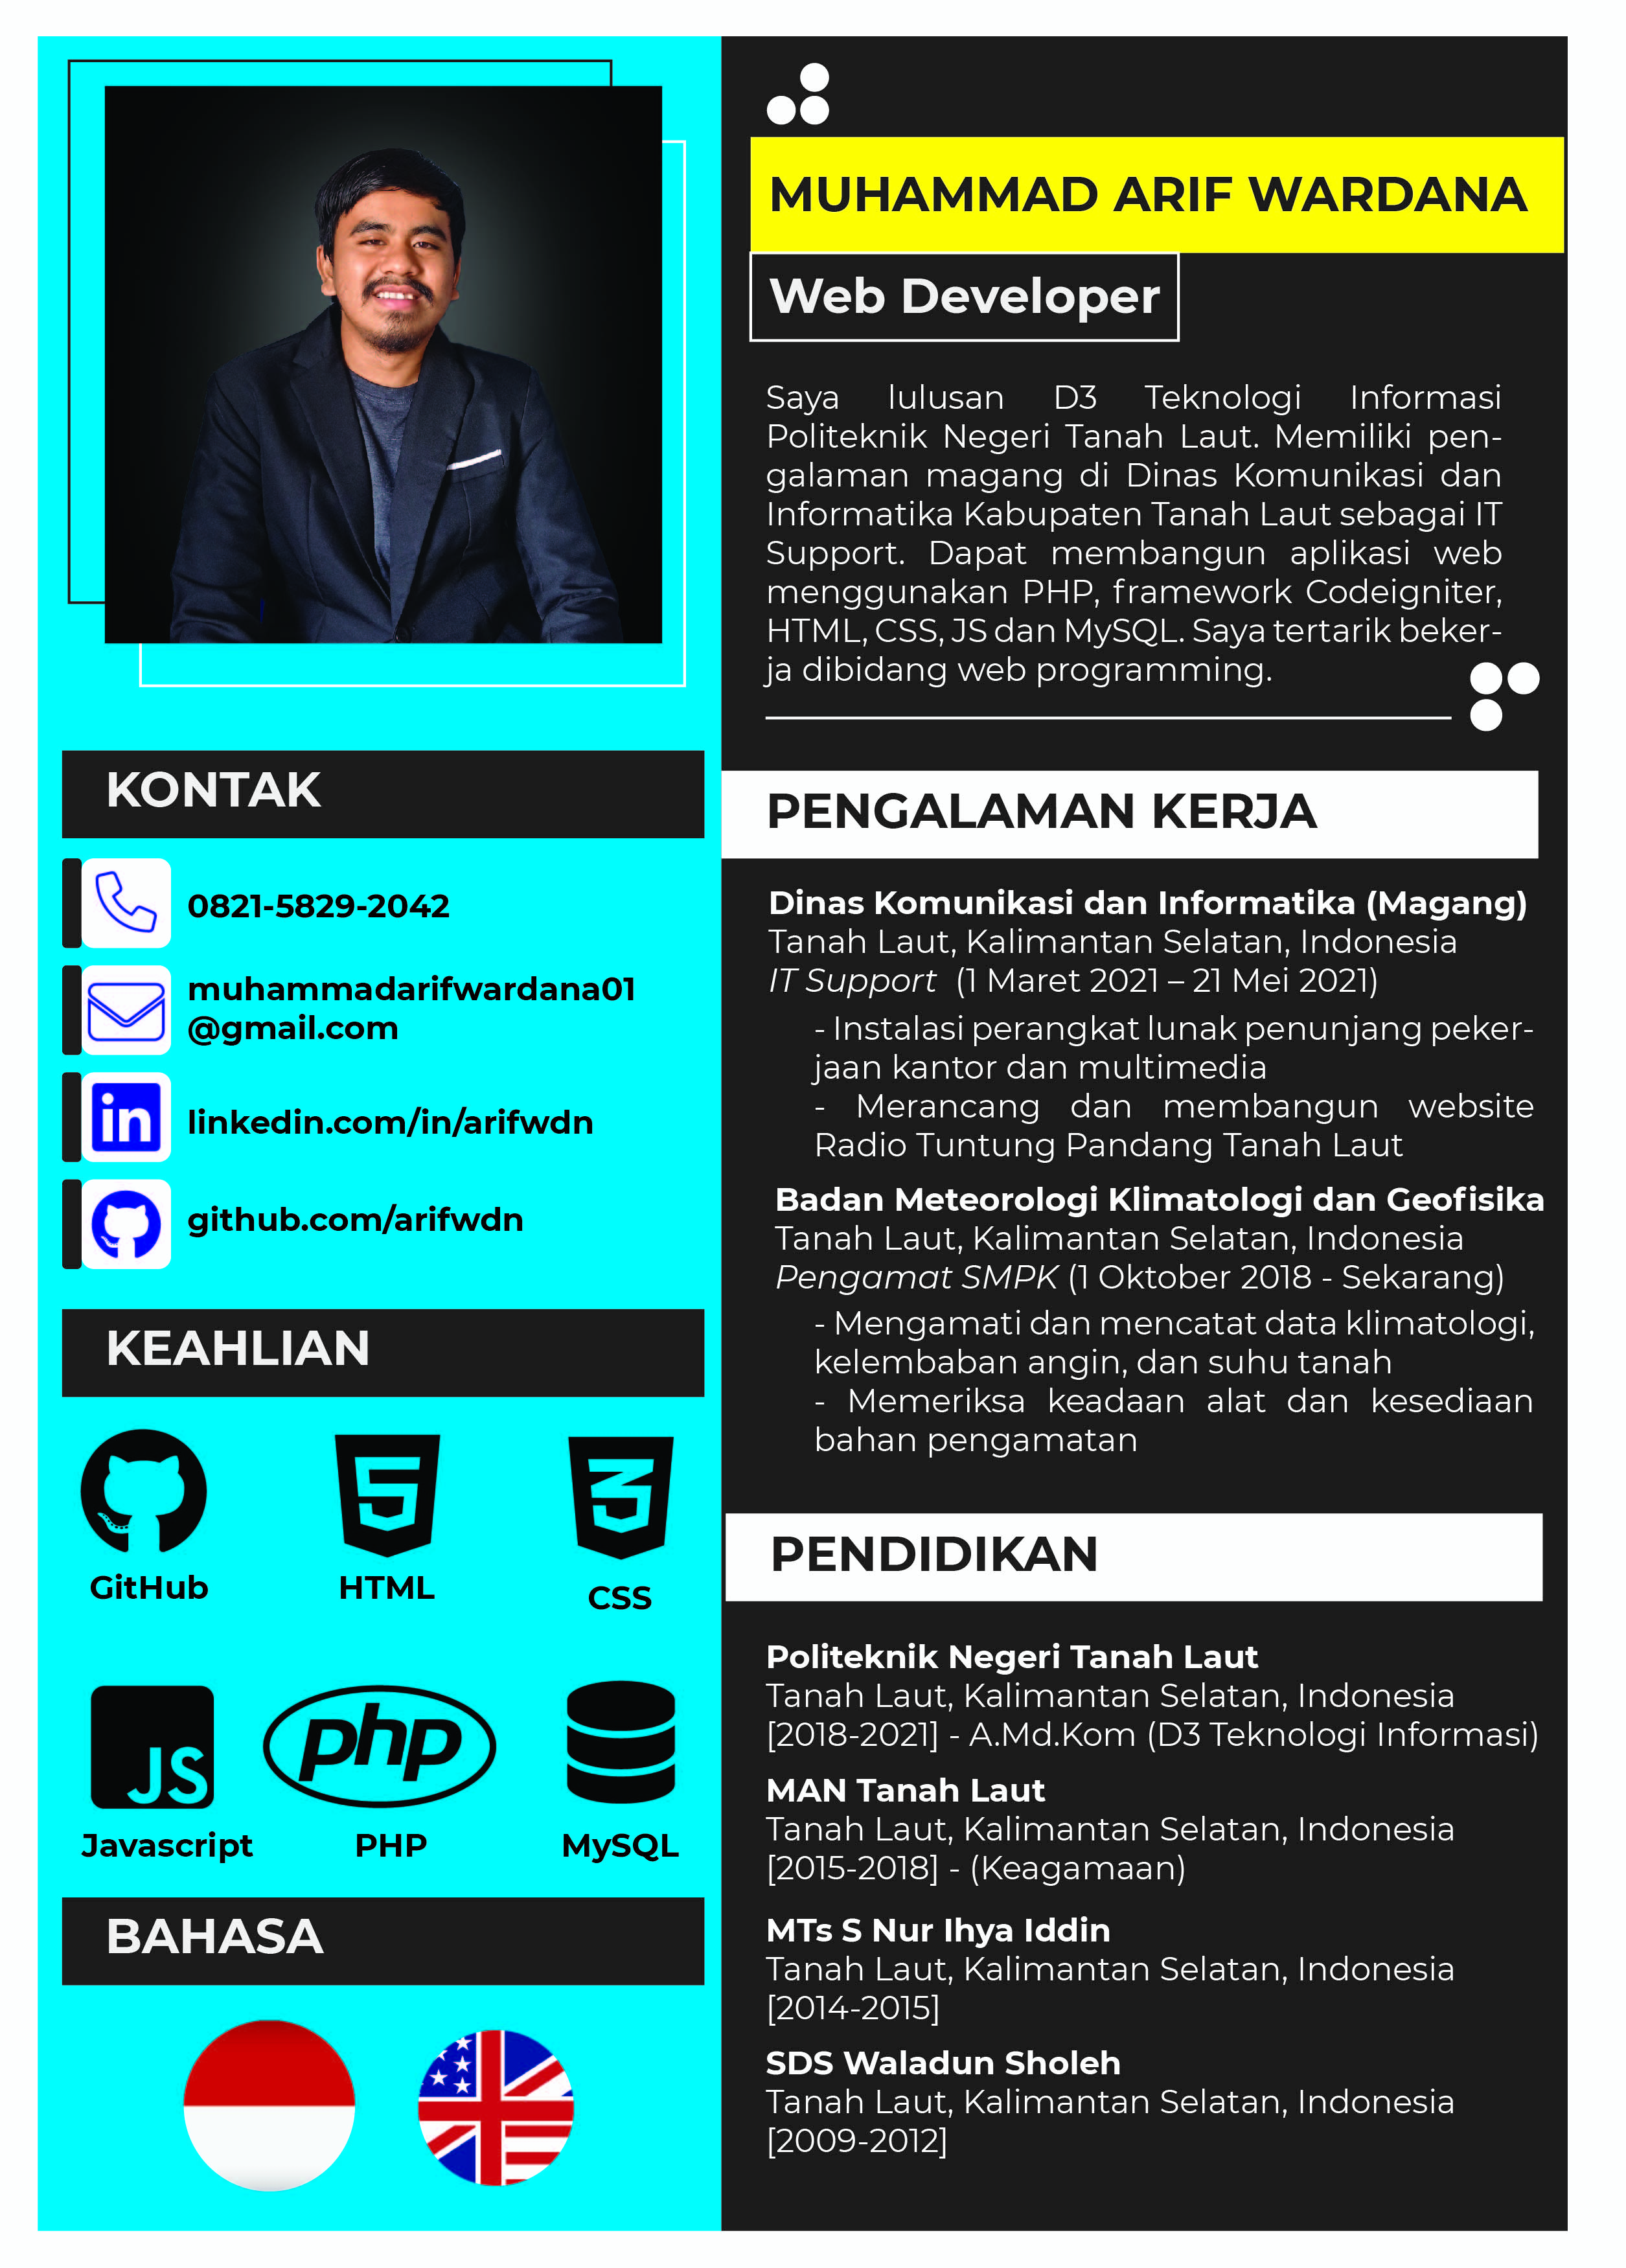 MUHAMMAD ARIF WARDANA
Web Developer
Saya lulusan D3 Teknologi Informasi
Politeknik Negeri Tanah Laut. Memiliki pen-
galaman magang di Dinas Komunikasi dan
Informatika Kabupaten Tanah Laut sebagai IT
Support. Dapat membangun aplikasi web
menggunakan PHP, framework Codeigniter,
HTML, CSS, JS dan MySQL. Saya tertarik beker-
ja dibidang web programming.
KONTAK
0821-5829-2042
muhammadarifwardana01
@gmail.com
in
linkedin.com/in/arifwdn
github.com/arifwdn
KEAHLIAN
GitHub
5
HTML
3
CSS
JS
Javascript
php
PHP
MySQL
BAHASA
PENGALAMAN KERJA
Dinas Komunikasi dan Informatika (Magang)
Tanah Laut, Kalimantan Selatan, Indonesia
IT Support (1 Maret 2021 – 21 Mei 2021)
- Instalasi perangkat lunak penunjang peker-
jaan kantor dan multimedia
- Merancang dan membangun website
Radio Tuntung Pandang Tanah Laut
Badan Meteorologi Klimatologi dan Geofisika
Tanah Laut, Kalimantan Selatan, Indonesia
Pengamat SMPK (1 Oktober 2018 - Sekarang)
- Mengamati dan mencatat data klimatologi,
kelembaban angin, dan suhu tanah
- Memeriksa keadaan alat dan kesediaan
bahan pengamatan
PENDIDIKAN
Politeknik Negeri Tanah Laut
Tanah Laut, Kalimantan Selatan, Indonesia
[2018-2021] - A.Md.Kom (D3 Teknologi Informasi)
MAN Tanah Laut
Tanah Laut, Kalimantan Selatan, Indonesia
[2015-2018] - (Keagamaan)
MTs S Nur Ihya Iddin
Tanah Laut, Kalimantan Selatan, Indonesia
[2014-2015]
SDS Waladun Sholeh
Tanah Laut, Kalimantan Selatan, Indonesia
[2009-2012]